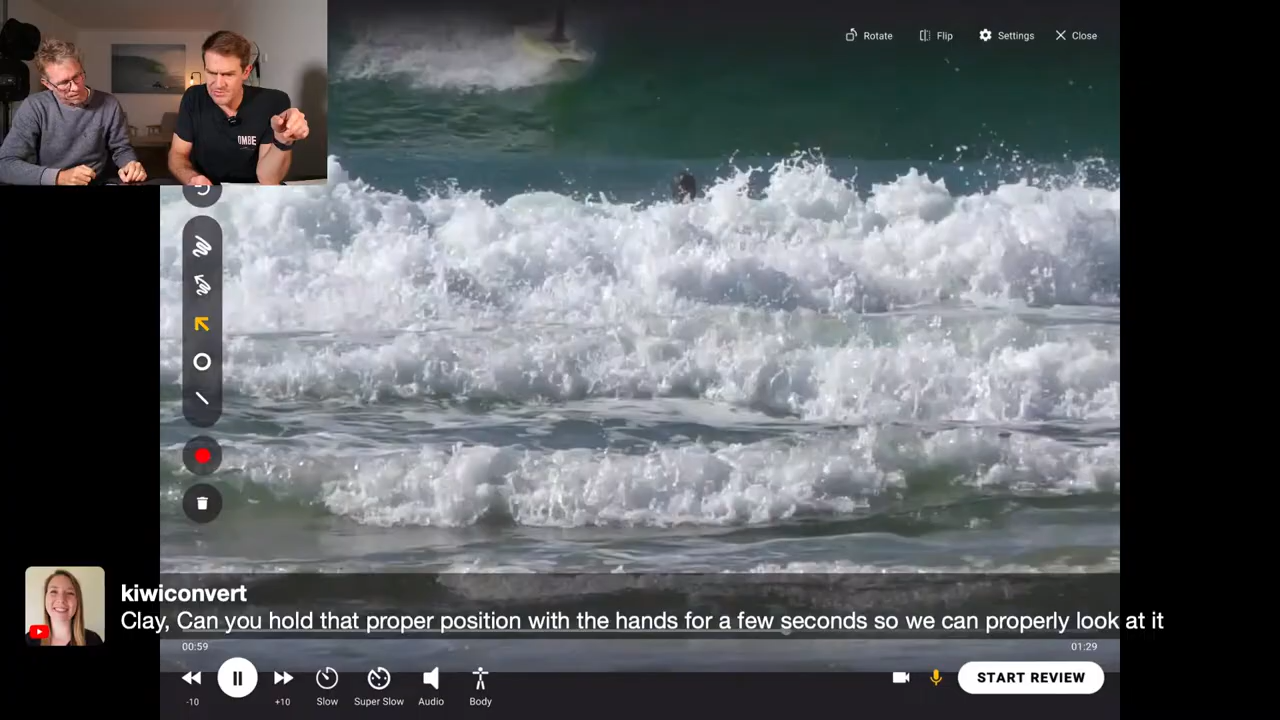 Rotate
Flip
Settings
Close
OMBE
kiwiconvert
Clay, Can you hold that proper position with the hands for a few seconds so we can properly look at it
00:59
01:29
-10
+10
Slow
Super Slow
Audio
Body
START REVIEW